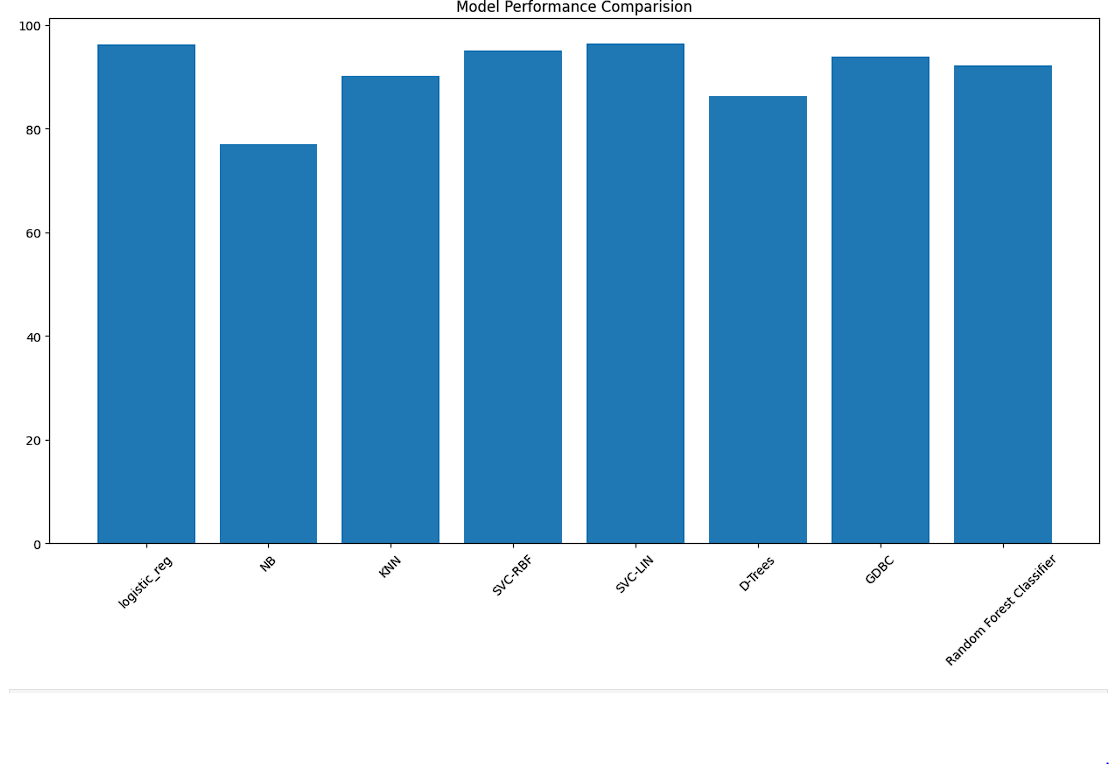 Model Performance Comparision
100
80
60
40
20
0
logistic_reg
NB
KNN
SVC-RBF
SVC-LIN
D-Trees
GDBC
Random Forest Classifier